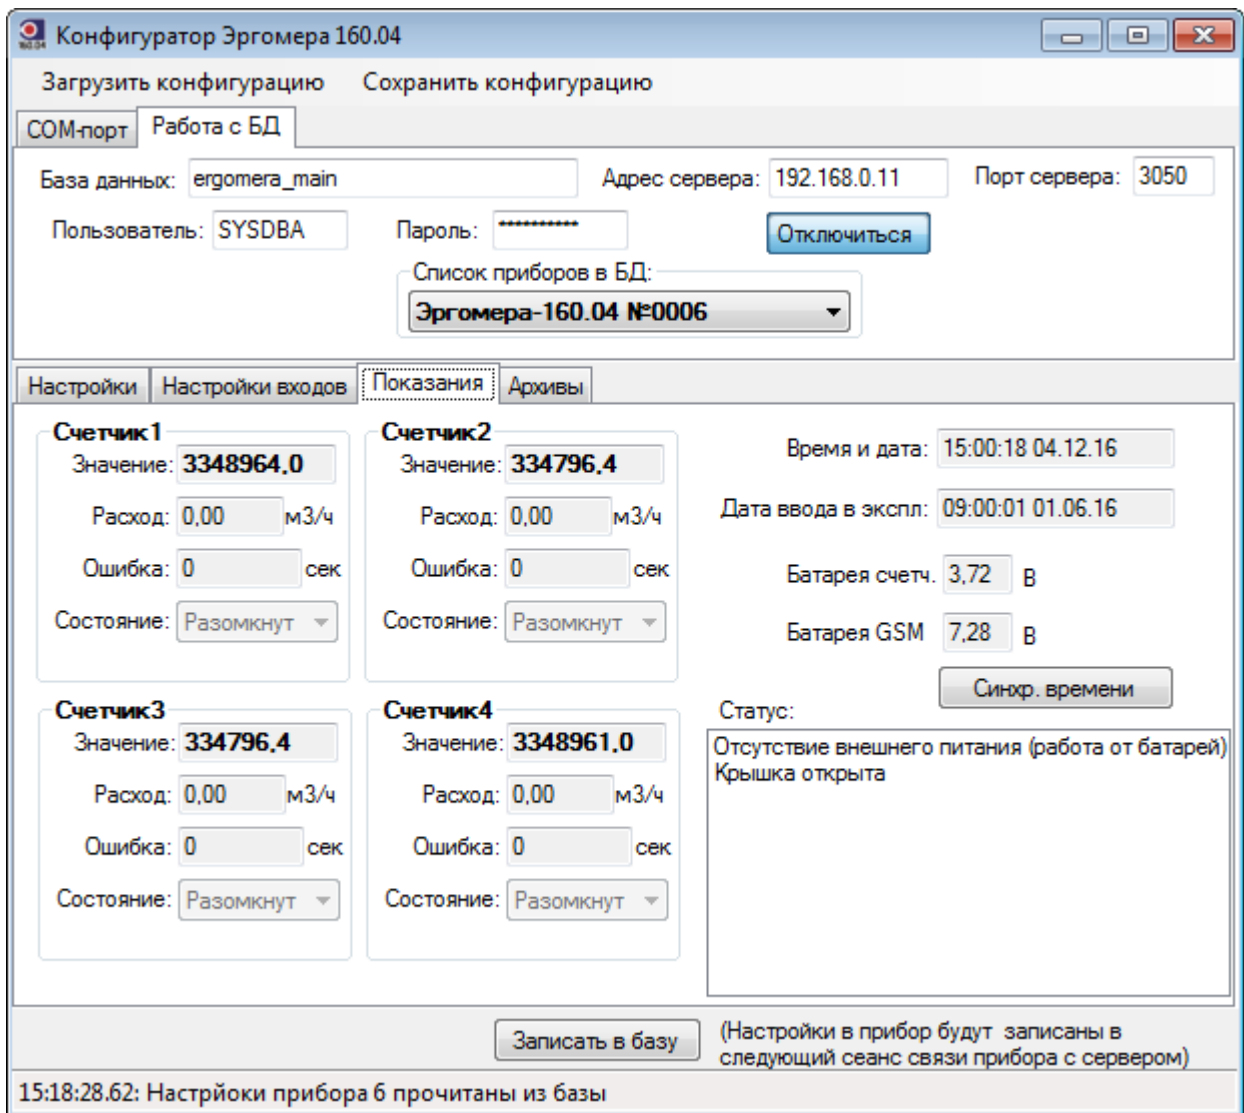 160.04
Конфигуратор Эргомера 160.04
Загрузить конфигурацию Сохранить конфигурацию
COM-порт Работа с БД
База данных: ergomera_main Адрес сервера: 192.168.0.11 Порт сервера: 3050
Пользователь: SYSDBA Пароль: ********** Отключиться
Список приборов в БД:
Эргомера-160.04 №0006
Настройки Настройки входов Показания Архивы
Счетчик1
Значение: 3348964,0
Расход: 0,00 м3/ч
Ошибка: 0 сек
Состояние: Разомкнут
Счетчик2
Значение: 334796,4
Расход: 0,00 м3/ч
Ошибка: 0 сек
Состояние: Разомкнут
Время и дата: 15:00:18 04.12.16
Дата ввода в экспл: 09:00:01 01.06.16
Батарея счетч. 3,72 В
Батарея GSM 7,28 В
Синхр. времени
Счетчик3
Значение: 334796,4
Расход: 0,00 м3/ч
Ошибка: 0 сек
Состояние: Разомкнут
Счетчик4
Значение: 3348961,0
Расход: 0,00 м3/ч
Ошибка: 0 сек
Состояние: Разомкнут
Статус:
Отсутствие внешнего питания (работа от батарей)
Крышка открыта
Записать в базу
(Настройки в прибор будут записаны в
следующий сеанс связи прибора с сервером)
15:18:28.62: Настрйоки прибора 6 прочитаны из базы